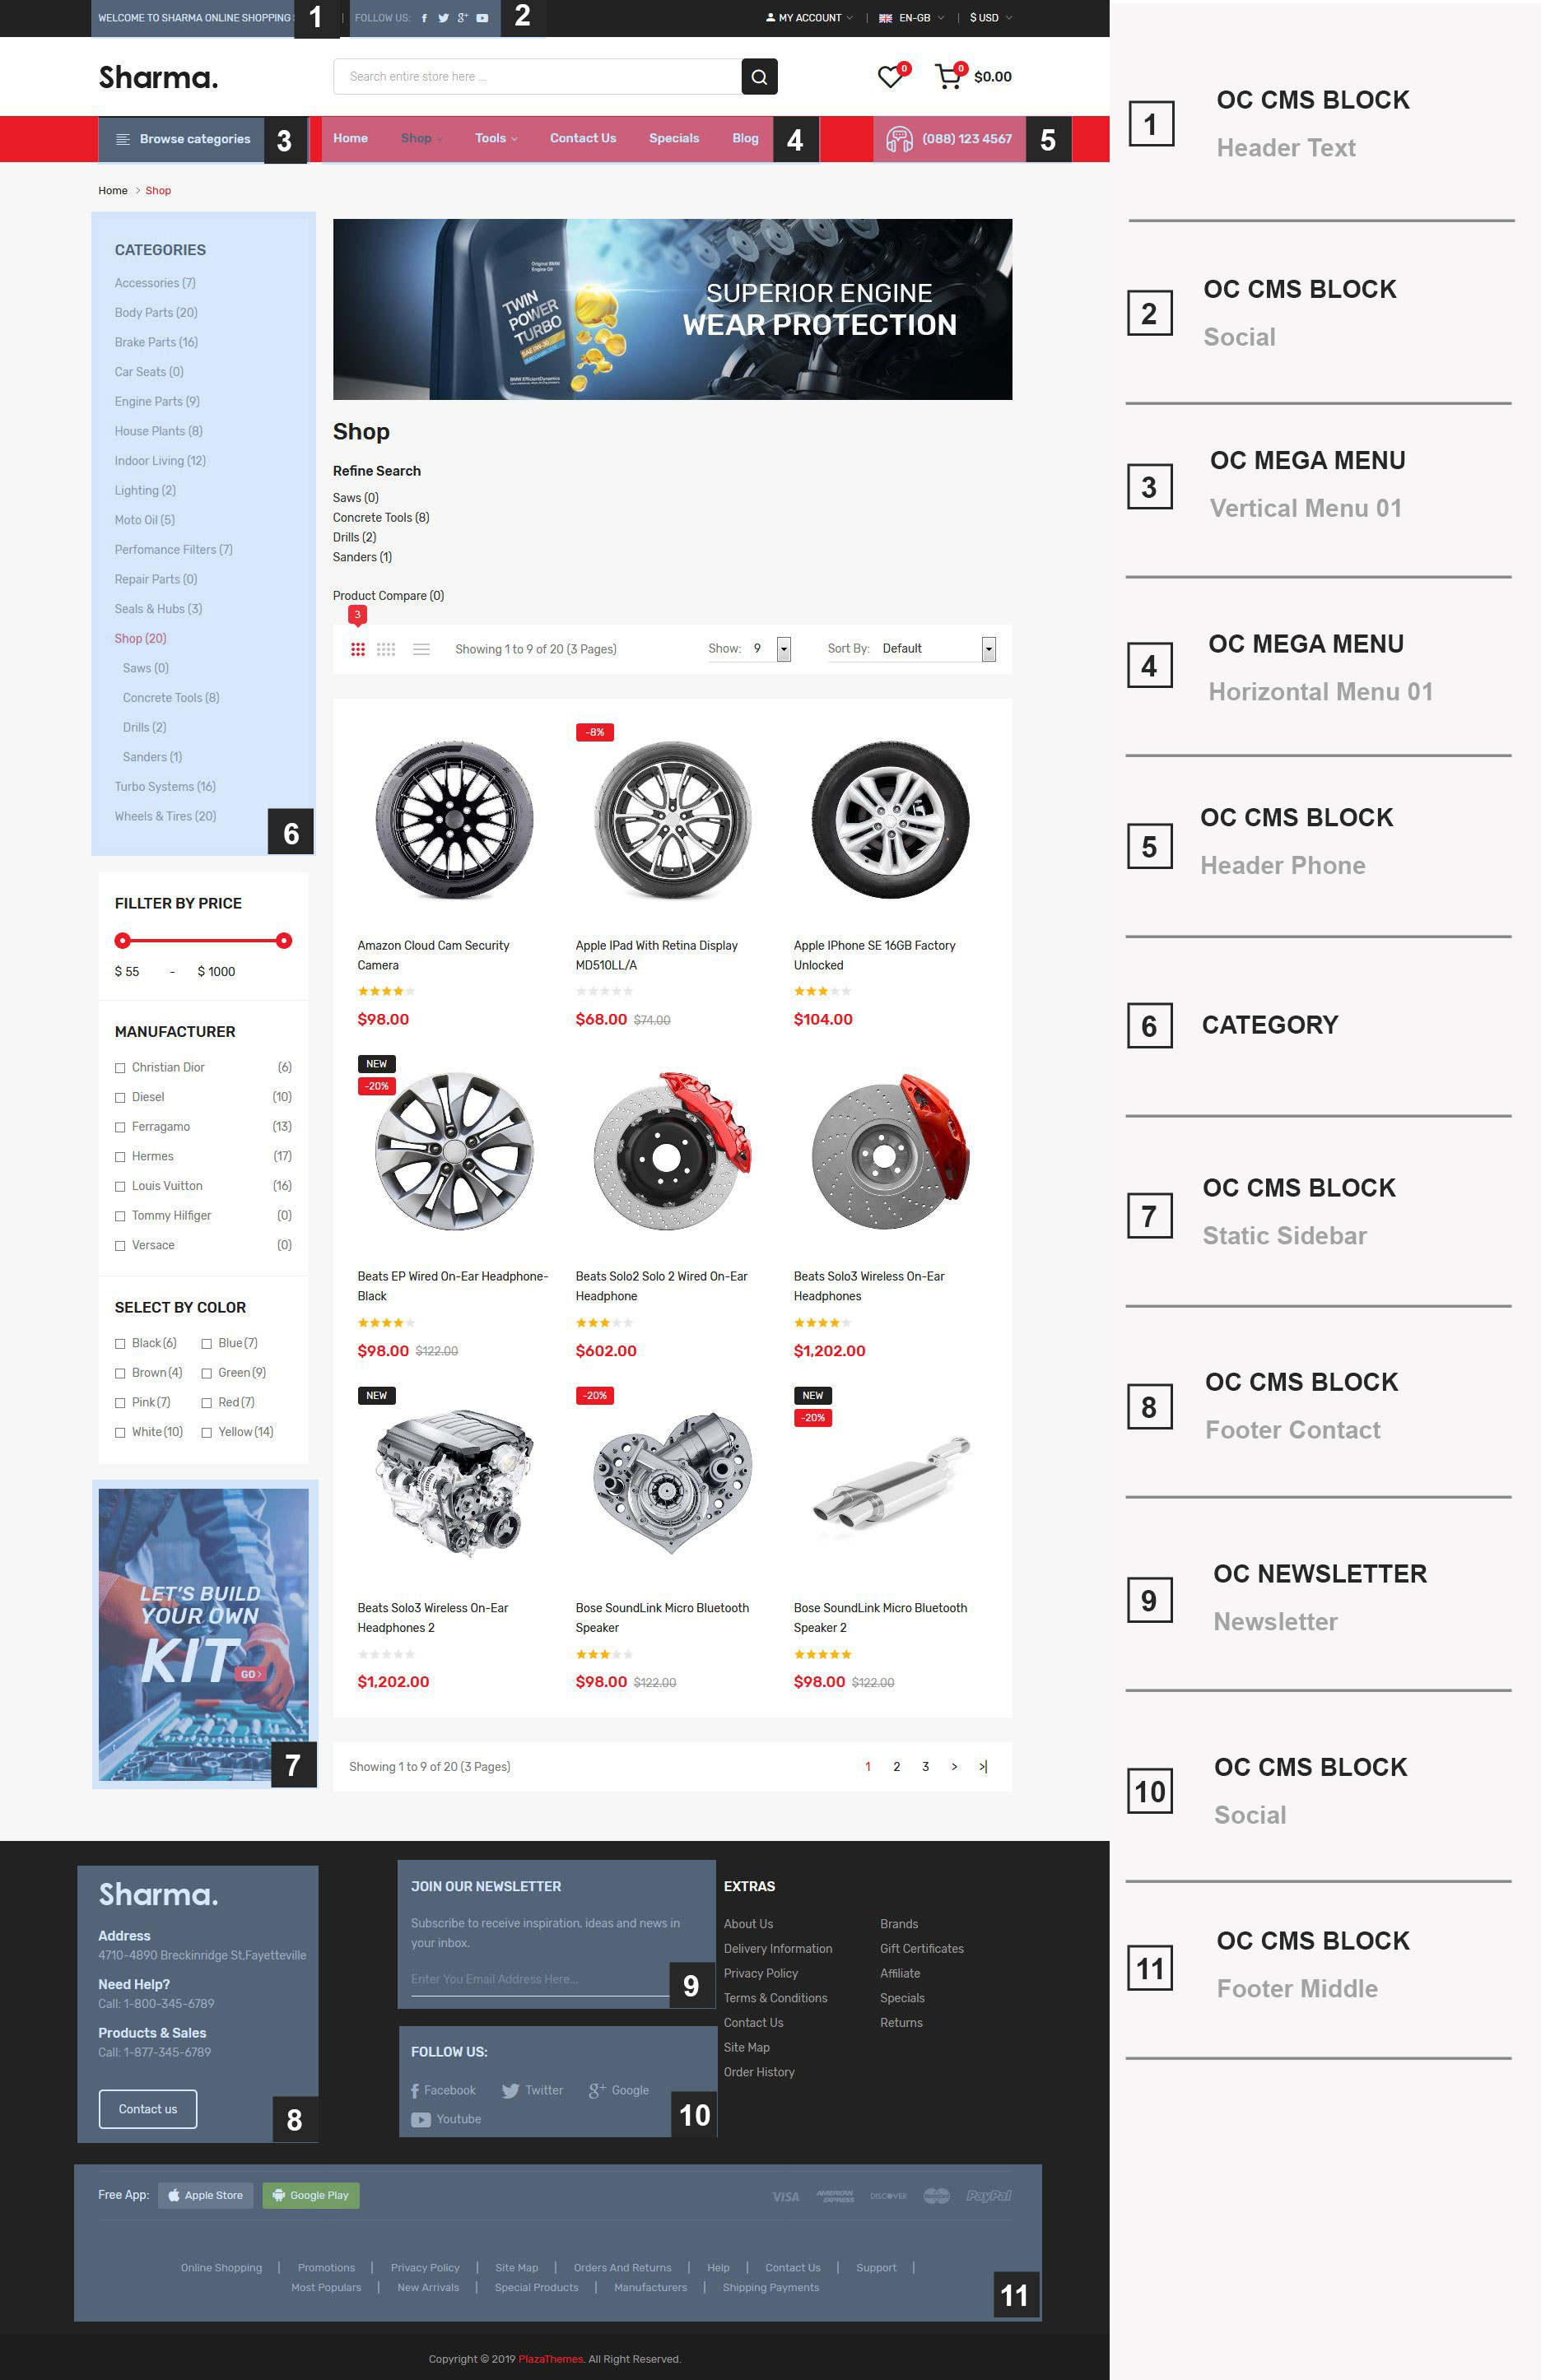 WELCOME TO SHARMA ONLINE SHOPPING
1
FOLLOW US:
2
MY ACCOUNT
EN-GB
$ USD
Sharma.
Search entire store here ...
0
0
$0.00
Browse categories
3
Home
Shop
Tools
Contact Us
Specials
Blog
4
(088) 123 4567
5
Home > Shop
CATEGORIES
Accessories (7)
Body Parts (20)
Brake Parts (16)
Car Seats (0)
Engine Parts (9)
House Plants (8)
Indoor Living (12)
Lighting (2)
Moto Oil (5)
Perfomance Filters (7)
Repair Parts (0)
Seals & Hubs (3)
Shop (20)
Saws (0)
Concrete Tools (8)
Drills (2)
Sanders (1)
Turbo Systems (16)
Wheels & Tires (20)
6
FILLTER BY PRICE
$ 55 - $ 1000
MANUFACTURER
Christian Dior (6)
Diesel (10)
Ferragamo (13)
Hermes (17)
Louis Vuitton (16)
Tommy Hilfiger (0)
Versace (0)
SELECT BY COLOR
Black (6) Blue (7)
Brown (4) Green (9)
Pink (7) Red (7)
White (10) Yellow (14)
LET'S BUILD
YOUR OWN
KIT
GO >
7
Original BMW
Engine Oil
TWIN
POWER
TURBO
SAE 0W-30
BMW EfficientDynamics
SUPERIOR ENGINE
WEAR PROTECTION
Shop
Refine Search
Saws (0)
Concrete Tools (8)
Drills (2)
Sanders (1)
Product Compare (0)
3
Showing 1 to 9 of 20 (3 Pages)
Show: 9
Sort By: Default
Amazon Cloud Cam Security
Camera
$98.00
-8%
Apple IPad With Retina Display
MD510LL/A
$68.00 $74.00
Apple IPhone SE 16GB Factory
Unlocked
$104.00
NEW
-20%
Beats EP Wired On-Ear Headphone-
Black
$98.00 $122.00
Beats Solo2 Solo 2 Wired On-Ear
Headphone
$602.00
Beats Solo3 Wireless On-Ear
Headphones
$1,202.00
NEW
Beats Solo3 Wireless On-Ear
Headphones 2
$1,202.00
-20%
Bose SoundLink Micro Bluetooth
Speaker
$98.00 $122.00
NEW
-20%
Bose SoundLink Micro Bluetooth
Speaker 2
$98.00 $122.00
Showing 1 to 9 of 20 (3 Pages)
1 2 3 > >|
Sharma.
Address
4710-4890 Breckinridge St,Fayetteville
Need Help?
Call: 1-800-345-6789
Products & Sales
Call: 1-877-345-6789
Contact us
8
JOIN OUR NEWSLETTER
Subscribe to receive inspiration, ideas and news in
your inbox.
Enter You Email Address Here...
9
FOLLOW US:
Facebook
Twitter
Google
Youtube
10
EXTRAS
About Us
Delivery Information
Privacy Policy
Terms & Conditions
Contact Us
Site Map
Order History
Brands
Gift Certificates
Affiliate
Specials
Returns
Free App:
Apple Store
Google Play
VISA
AMERICAN EXPRESS
DISCOVER
PayPal
Online Shopping | Promotions | Privacy Policy | Site Map | Orders And Returns | Help | Contact Us | Support |
Most Populars | New Arrivals | Special Products | Manufacturers | Shipping Payments
11
Copyright © 2019 PlazaThemes. All Right Reserved.
1
OC CMS BLOCK
Header Text
2
OC CMS BLOCK
Social
3
OC MEGA MENU
Vertical Menu 01
4
OC MEGA MENU
Horizontal Menu 01
5
OC CMS BLOCK
Header Phone
6
CATEGORY
7
OC CMS BLOCK
Static Sidebar
8
OC CMS BLOCK
Footer Contact
9
OC NEWSLETTER
Newsletter
10
OC CMS BLOCK
Social
11
OC CMS BLOCK
Footer Middle